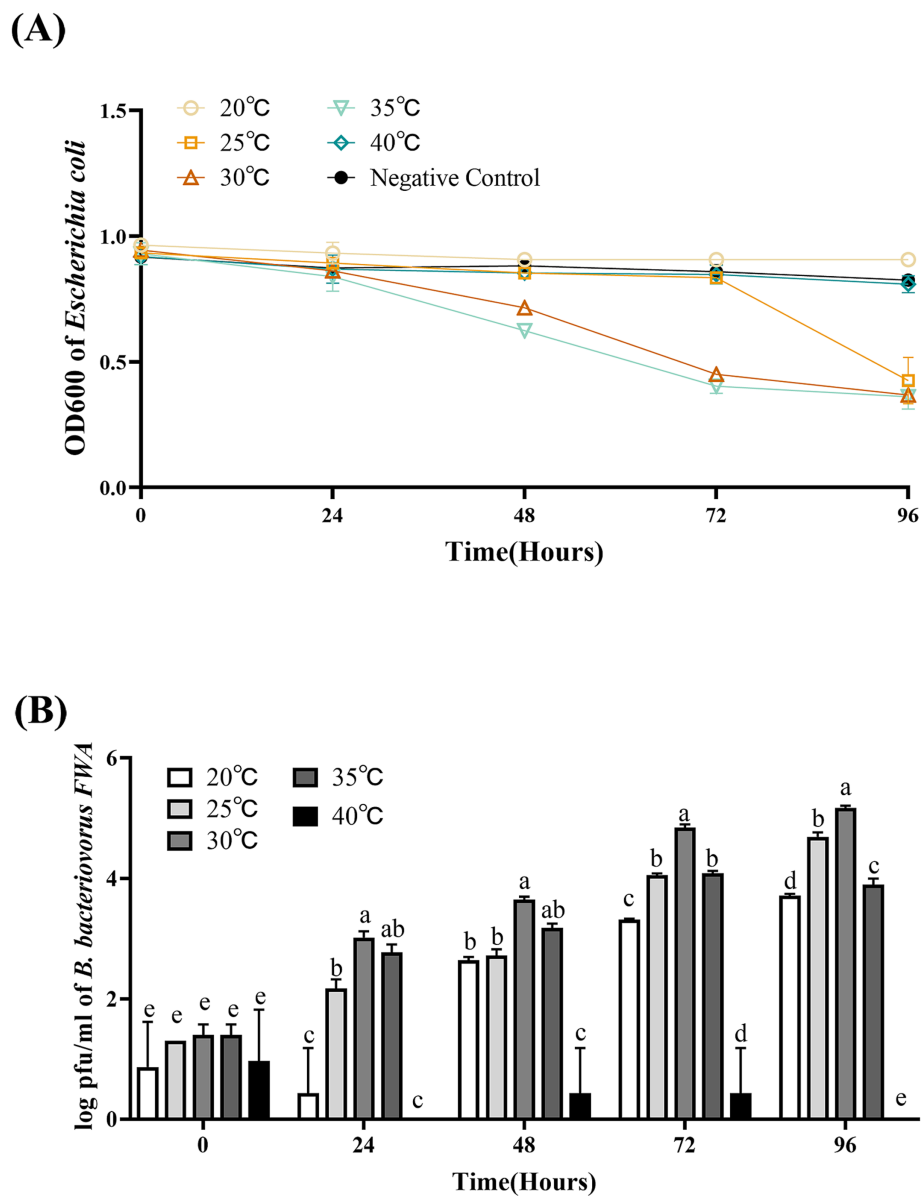 (A)
20℃
35℃
25℃
40℃
30℃
Negative Control
OD600 of Escherichia coli
1.5
1.0
0.5
0.0
0 24 48 72 96
Time(Hours)
(B)
log pfu/ml of B. bacteriovorus FWA
20℃
35℃
25℃
40℃
30℃
6
4
2
0
e e e e e
c b a ab c
b b a ab c
c b a b d
d b a c e
0 24 48 72 96
Time(Hours)